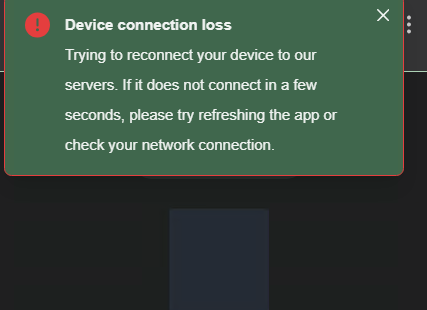 Device connection loss
Trying to reconnect your device to our
servers. If it does not connect in a few
seconds, please try refreshing the app or
check your network connection.